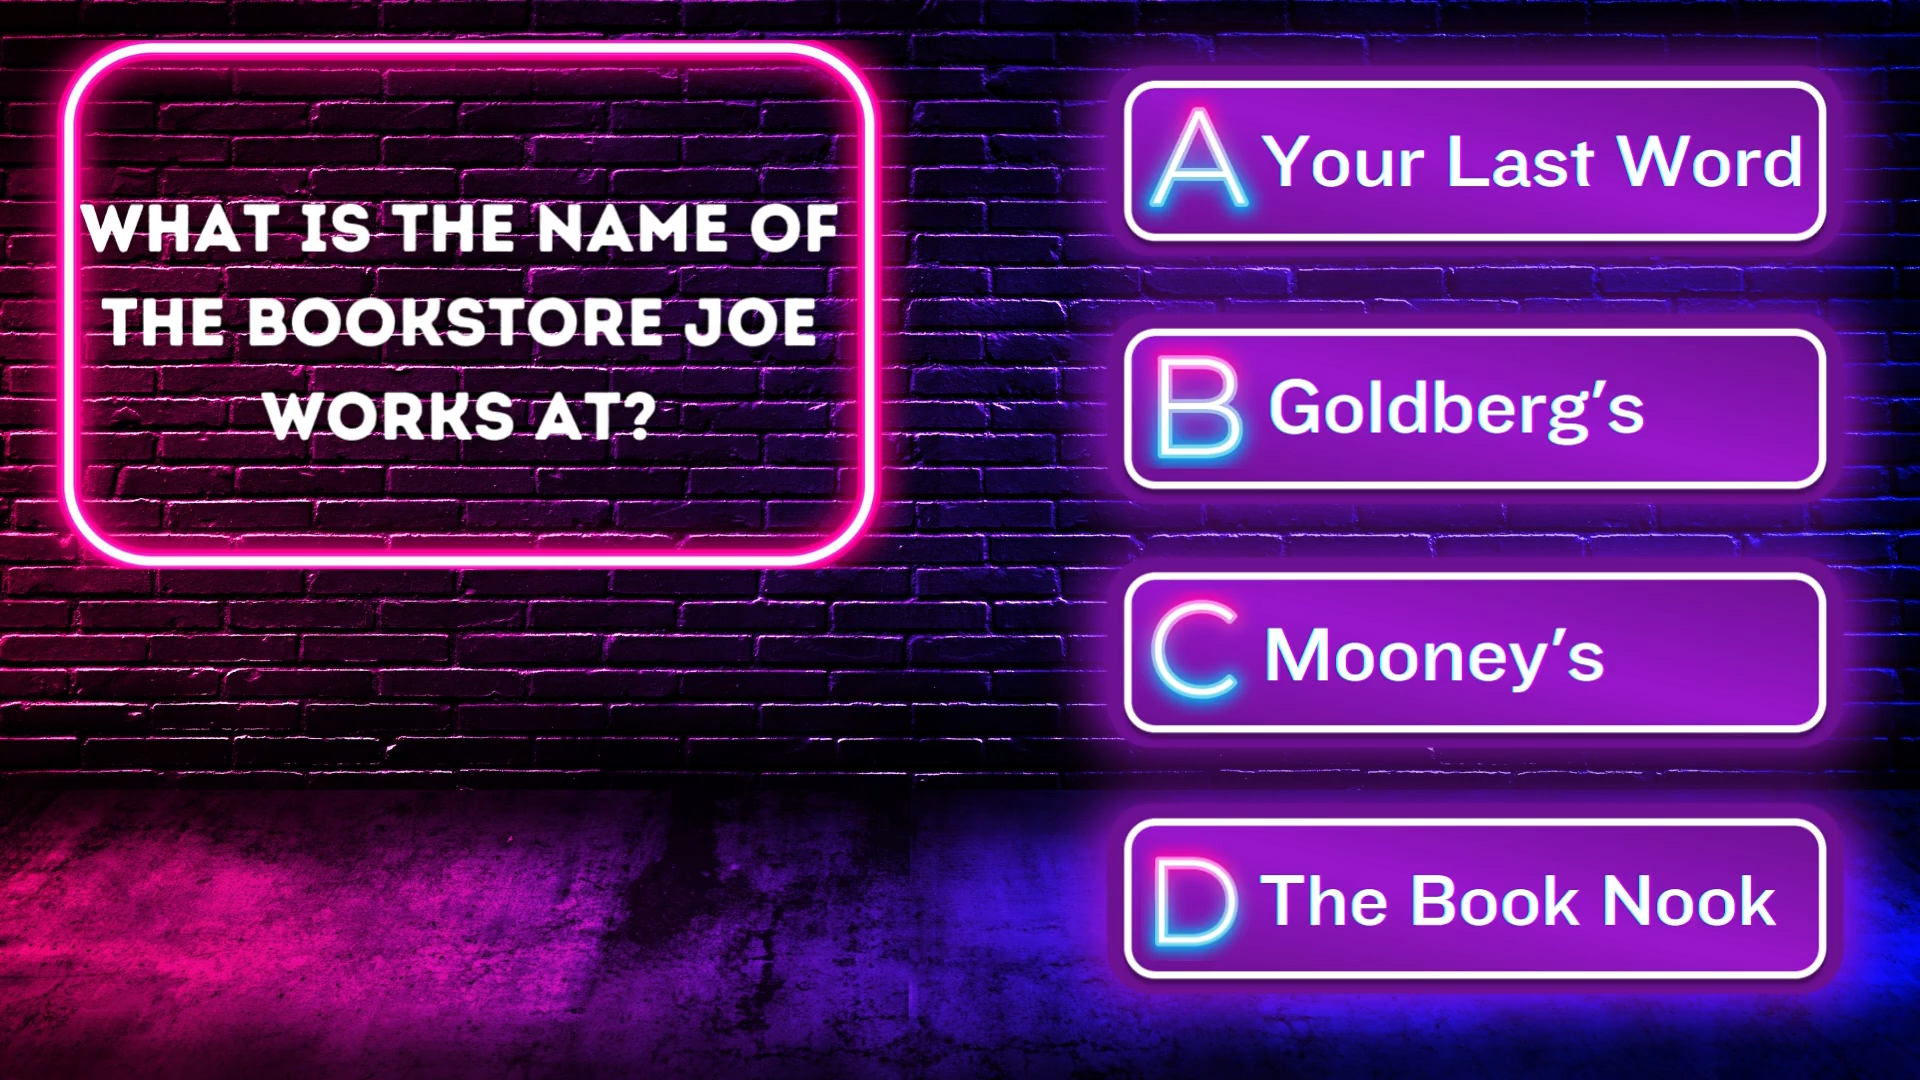 WHAT IS THE NAME OF
THE BOOKSTORE JOE
WORKS AT?
A Your Last Word
B Goldberg's
C Mooney's
D The Book Nook